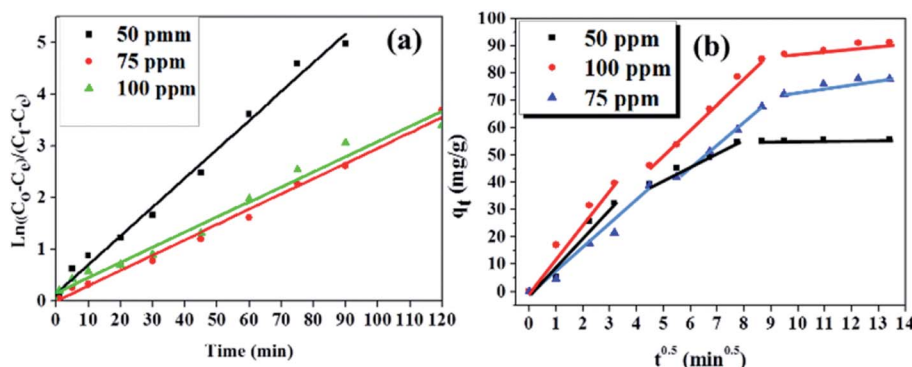 (a)
50 pmm
75 ppm
100 ppm
Ln((C₀-Cₑ)/(Cₜ-Cₑ)
5
4
3
2
1
0
0 10 20 30 40 50 60 70 80 90 100 110 120
Time (min)
(b)
50 ppm
100 ppm
75 ppm
qₜ (mg/g)
100
90
80
70
60
50
40
30
20
10
0
0 1 2 3 4 5 6 7 8 9 10 11 12 13 14
t⁰·⁵ (min⁰·⁵)